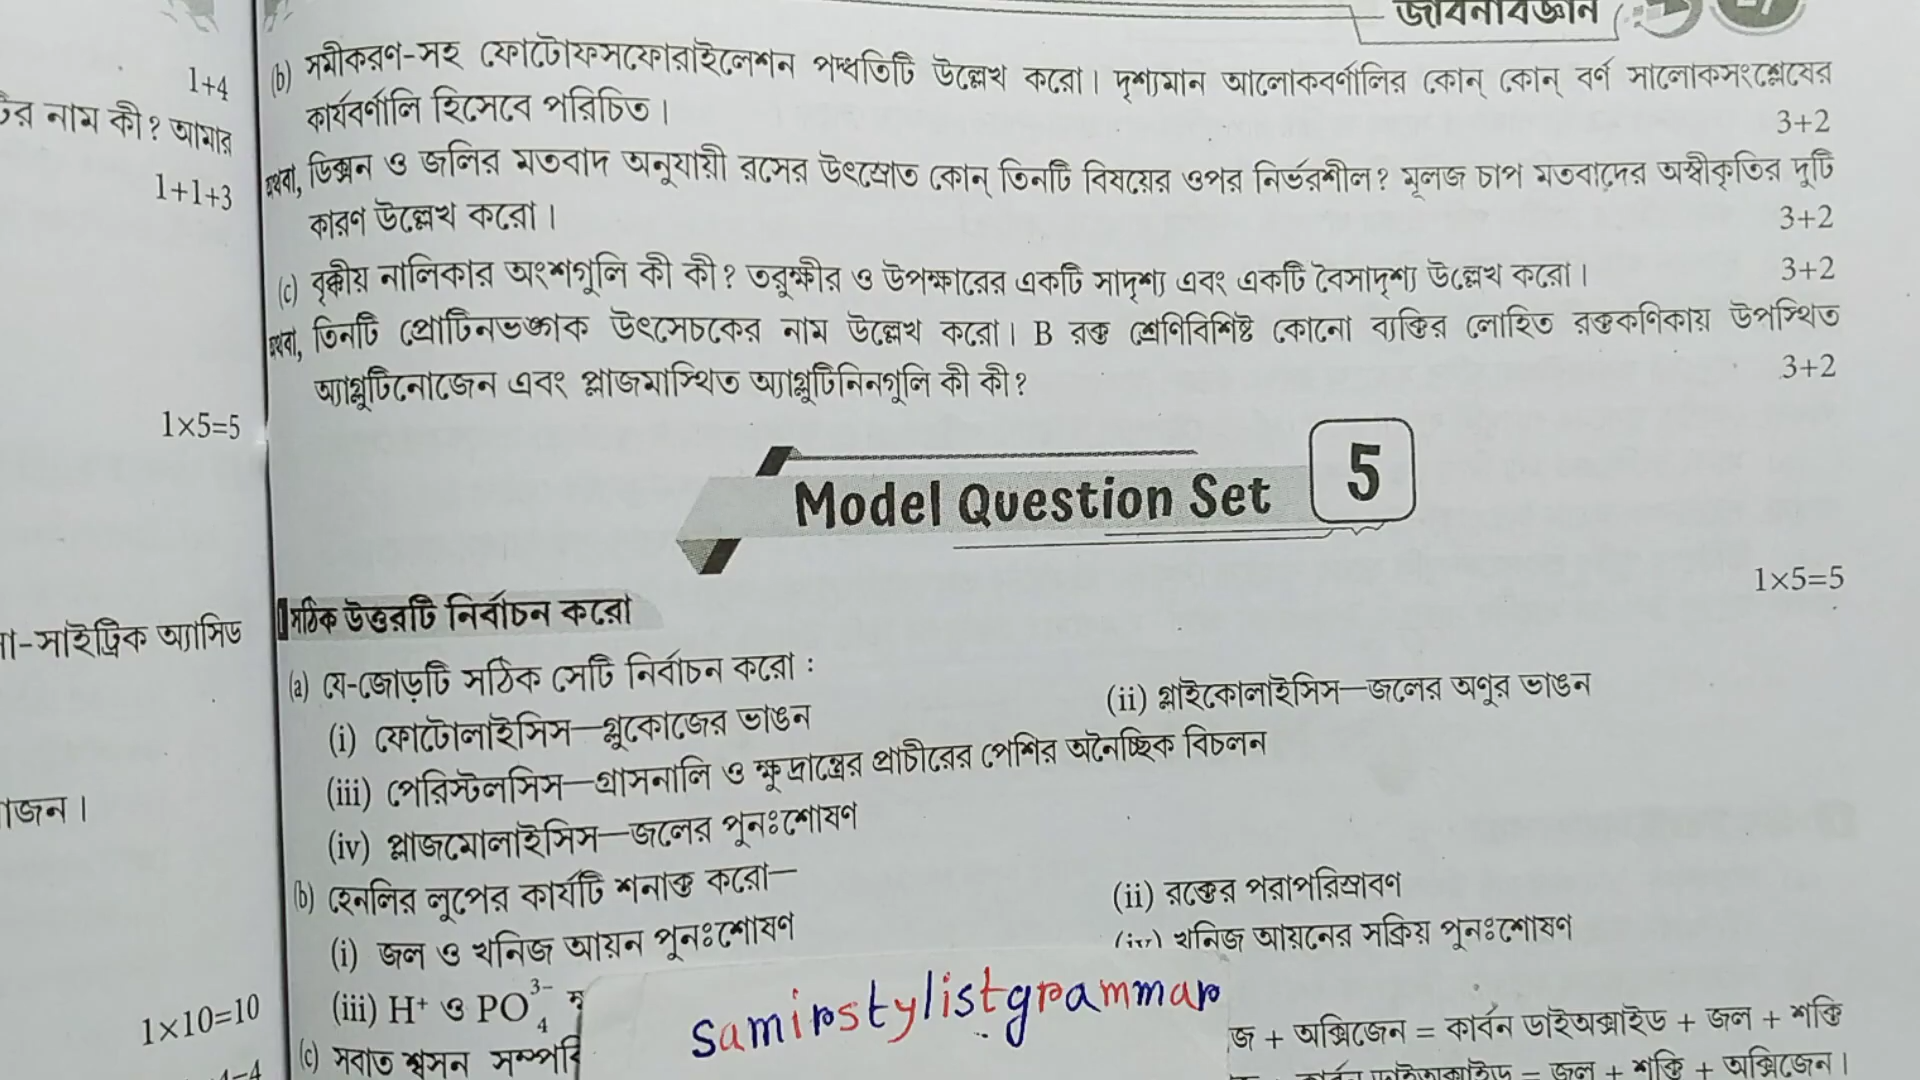 জীবনবিজ্ঞান
1+4
র নাম কী? আমার
1+1+3
1×5=5
সাইট্রিক অ্যাসিড
1×10=10
(b) সমীকরণ-সহ ফোটোফসফোরাইলেশন পদ্ধতিটি উল্লেখ করো। দৃশ্যমান আলোকবর্ণালির কোন্ কোন্ বর্ণ সালোকসংশ্লেষের
কার্যবর্ণালি হিসেবে পরিচিত।
3+2
অথবা, ডিক্সন ও জলির মতবাদ অনুযায়ী রসের উৎস্রোত কোন্ তিনটি বিষয়ের ওপর নির্ভরশীল? মূলজ চাপ মতবাদের অস্বীকৃতির দুটি
কারণ উল্লেখ করো।
3+2
(c) বৃক্কীয় নালিকার অংশগুলি কী কী? তরুক্ষীর ও উপক্ষারের একটি সাদৃশ্য এবং একটি বৈসাদৃশ্য উল্লেখ করো।
3+2
অথবা, তিনটি প্রোটিনভঙ্গক উৎসেচকের নাম উল্লেখ করো। B রক্ত শ্রেণিবিশিষ্ট কোনো ব্যক্তির লোহিত রক্তকণিকায় উপস্থিত
অ্যাগ্লুটিনোজেন এবং প্লাজমাস্থিত অ্যাগ্লুটিনিনগুলি কী কী?
3+2
Model Question Set 5
সঠিক উত্তরটি নির্বাচন করো
1×5=5
(a) যে-জোড়টি সঠিক সেটি নির্বাচন করো :
(i) ফোটোলাইসিস—গ্লুকোজের ভাঙন
(ii) গ্লাইকোলাইসিস—জলের অণুর ভাঙন
(iii) পেরিস্টলসিস—গ্রাসনালি ও ক্ষুদ্রান্ত্রের প্রাচীরের পেশির অনৈচ্ছিক বিচলন
(iv) প্লাজমোলাইসিস—জলের পুনঃশোষণ
(b) হেনলির লুপের কার্যটি শনাক্ত করো—
(i) জল ও খনিজ আয়ন পুনঃশোষণ
(ii) রক্তের পরাপরিস্রাবণ
(iii) H⁺ ও PO₄³⁻
(iv) খনিজ আয়নের সক্রিয় পুনঃশোষণ
(c) সবাত শ্বসন
samirstylistgrammar
জ + অক্সিজেন = কার্বন ডাইঅক্সাইড + জল + শক্তি
কার্বন ডাইঅক্সাইড = জল + শক্তি + অক্সিজেন।